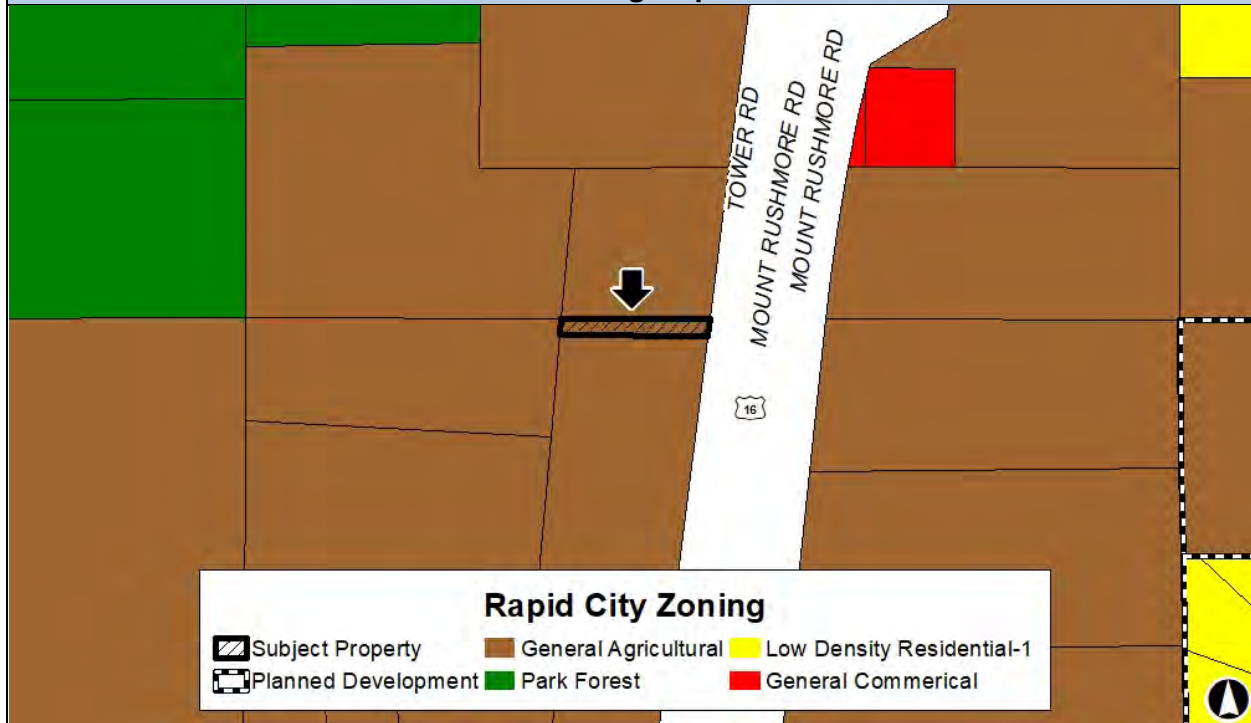 TOWER RD
MOUNT RUSHMORE RD
MOUNT RUSHMORE RD
16
Rapid City Zoning
Subject Property
General Agricultural
Low Density Residential-1
Planned Development
Park Forest
General Commerical